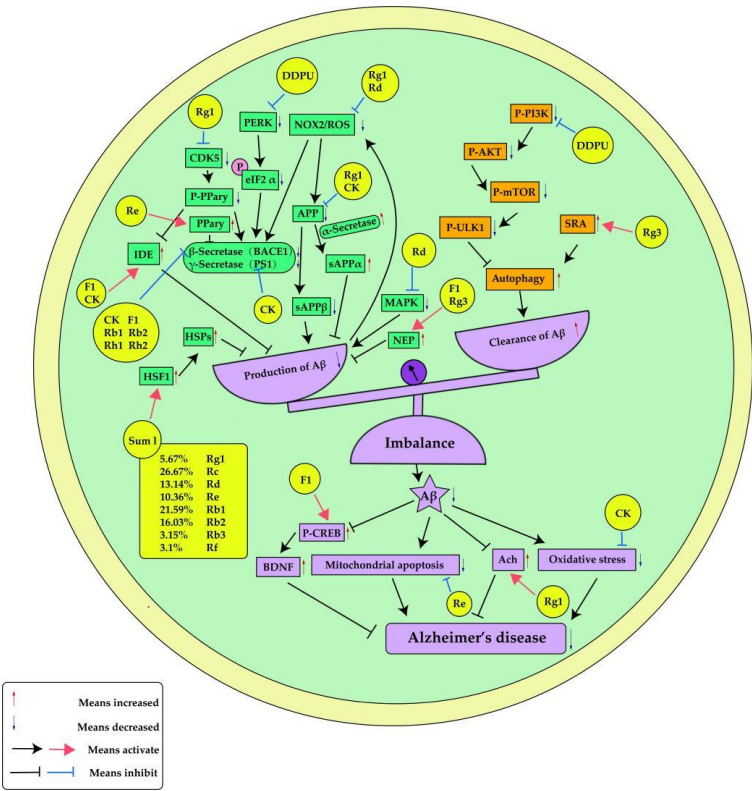 DDPU
Rg1
Rd
Rg1
PERK
NOX2/ROS
P-PI3K
DDPU
P-AKT
CDK5
P
eIF2 α
Rg1
CK
P-mTOR
P-PPary
APP
Re
PPary
α-Secretase
P-ULK1
SRA
Rg3
IDE
β-Secretase（BACE1）
γ-Secretase（PS1）
sAPPα
Rd
Autophagy
F1
CK
CK
sAPPβ
MAPK
F1
Rg3
CK F1
Rb1 Rb2
Rh1 Rh2
HSPs
NEP
Clearance of Aβ
Production of Aβ
HSF1
Sum I
Imbalance
5.67% Rg1
26.67% Rc
13.14% Rd
10.36% Re
21.59% Rb1
16.03% Rb2
3.15% Rb3
3.1% Rf
F1
Aβ
CK
P-CREB
BDNF
Mitochondrial apoptosis
Ach
Oxidative stress
Re
Rg1
Alzheimer's disease
Means increased
Means decreased
Means activate
Means inhibit